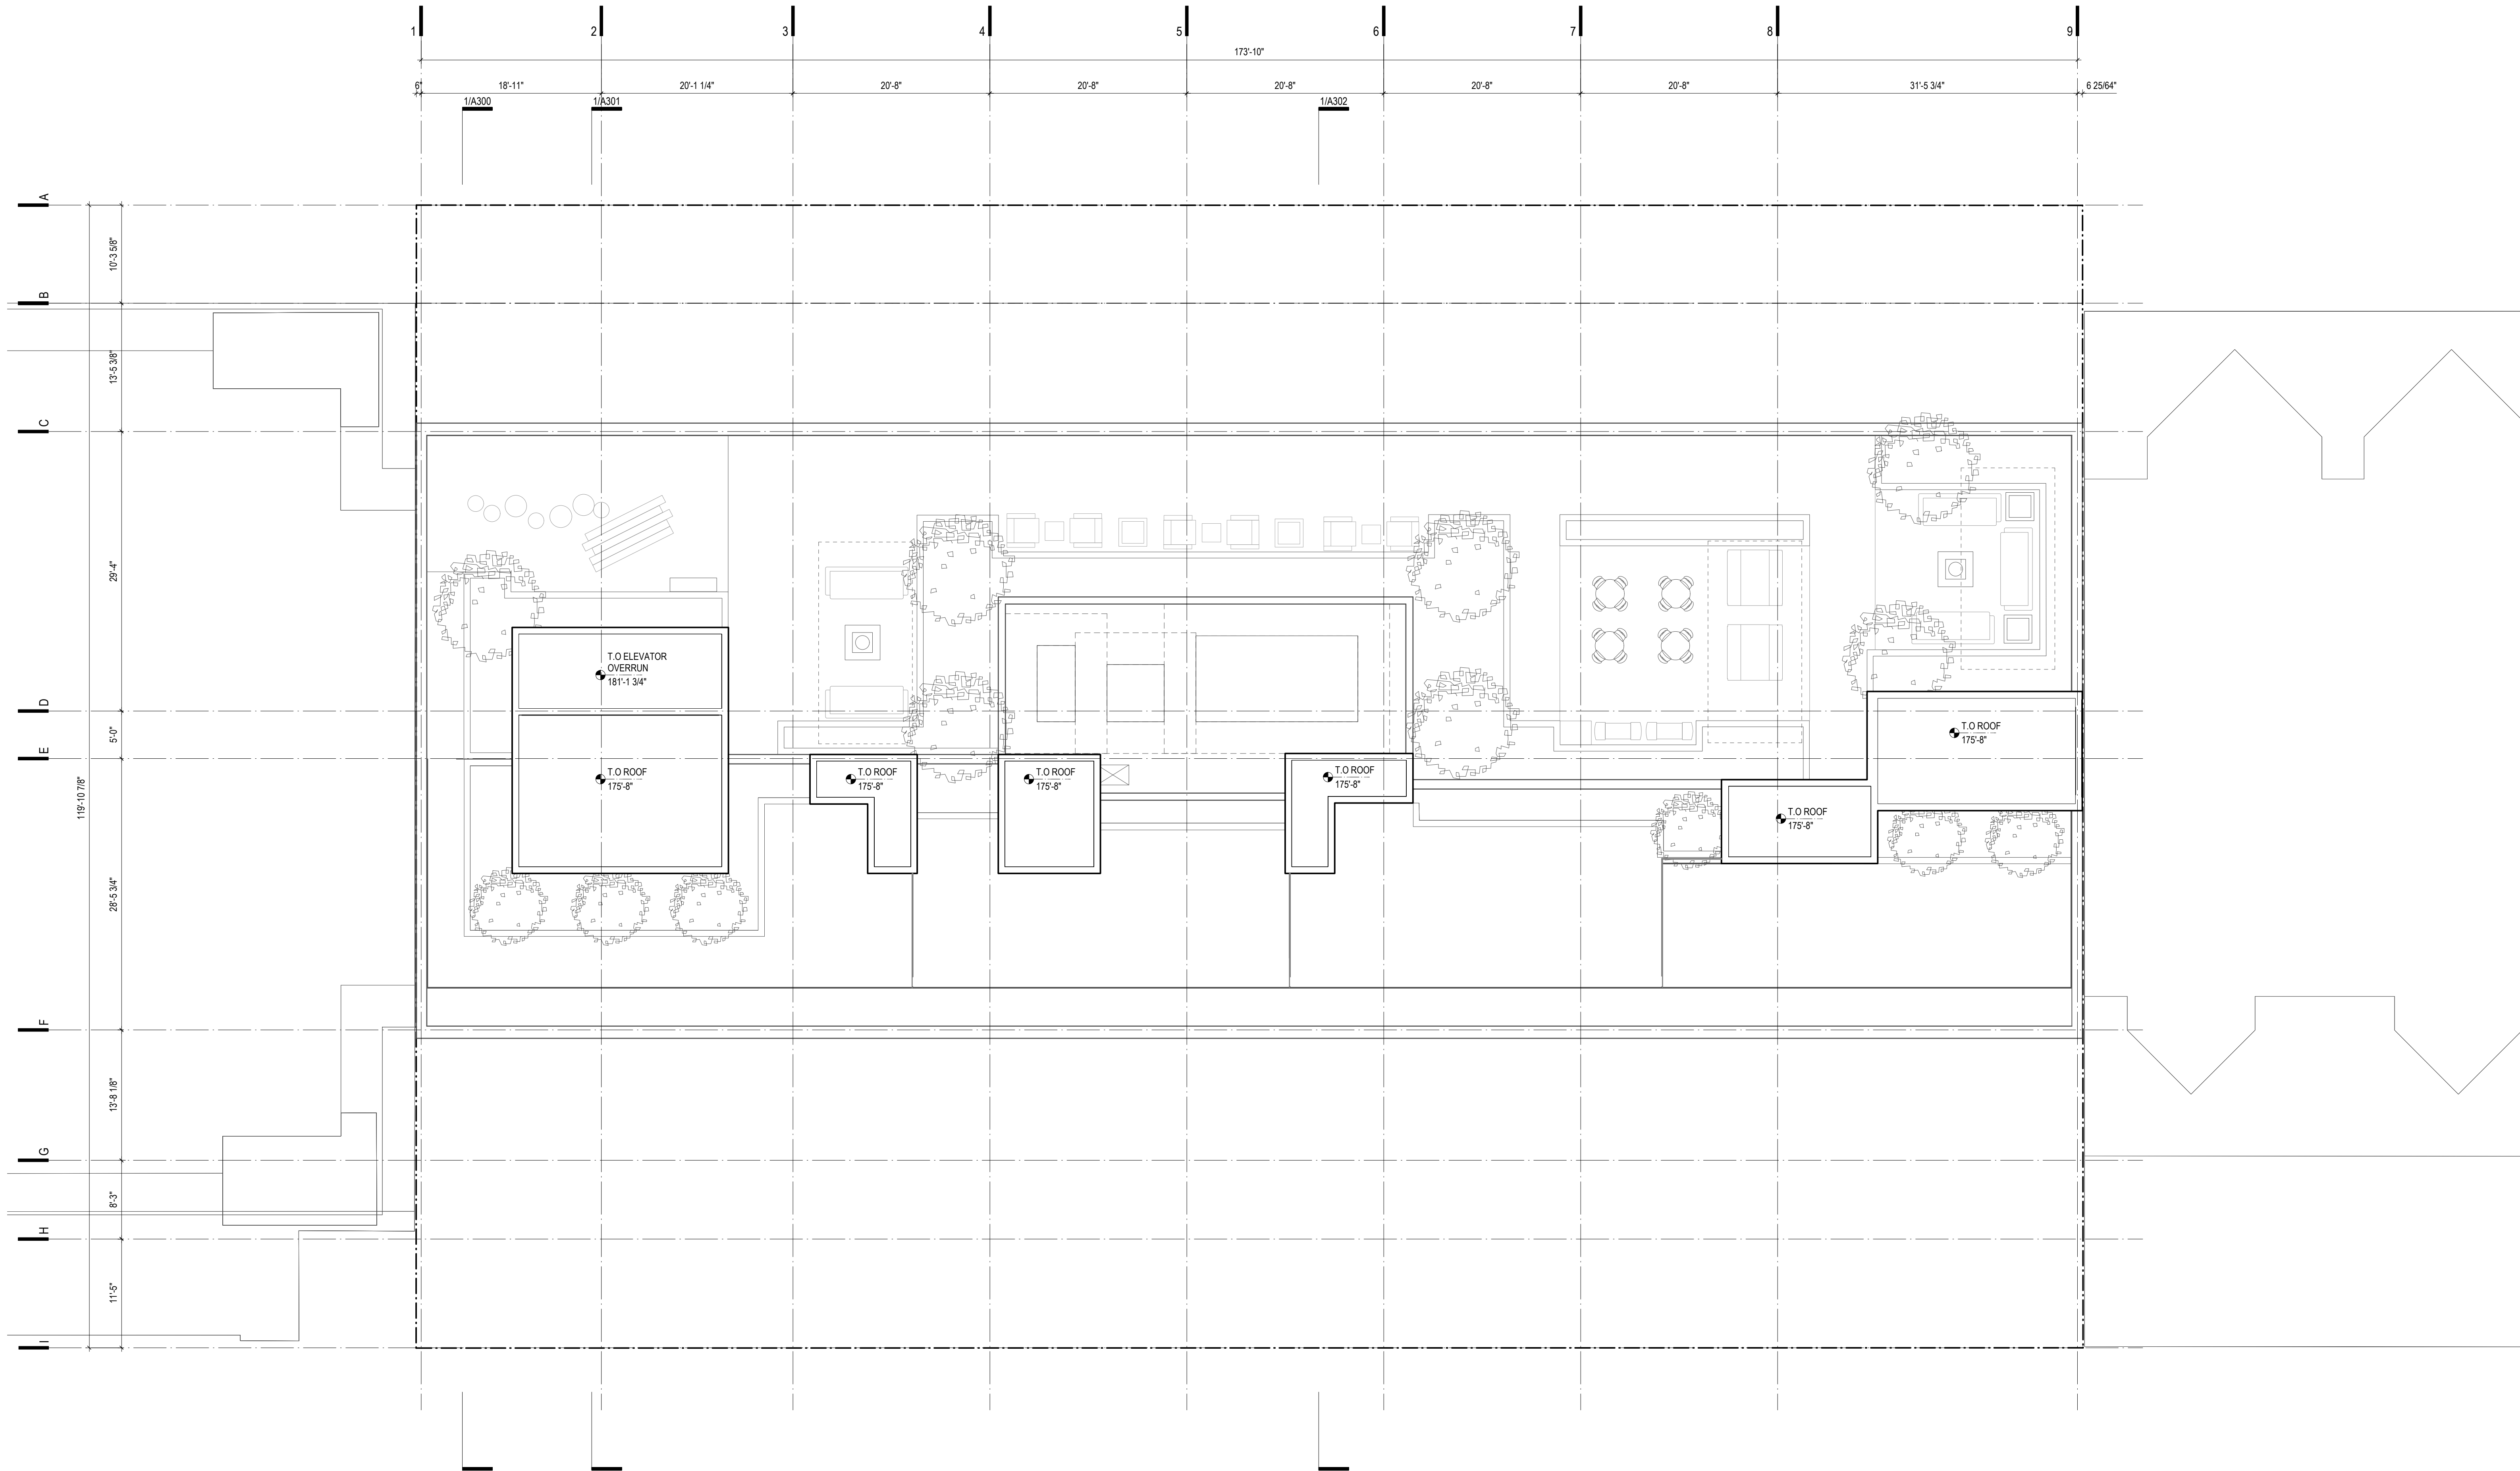 1 2 3 4 5 6 7 8 9
173'-10"
6" 18'-11" 20'-1 1/4" 20'-8" 20'-8" 20'-8" 20'-8" 20'-8" 31'-5 3/4" 6 25/64"
1/A300 1/A301 1/A302
A
10'-3 5/8"
B
13'-5 3/8"
C
29'-4"
D
5'-0"
E
119'-10 7/8"
28'-5 3/4"
F
13'-8 1/8"
G
8'-3"
H
11'-5"
I
T.O ELEVATOR
OVERRUN
181'-1 3/4"
T.O ROOF
175'-8"
T.O ROOF
175'-8"
T.O ROOF
175'-8"
T.O ROOF
175'-8"
T.O ROOF
175'-8"
T.O ROOF
175'-8"